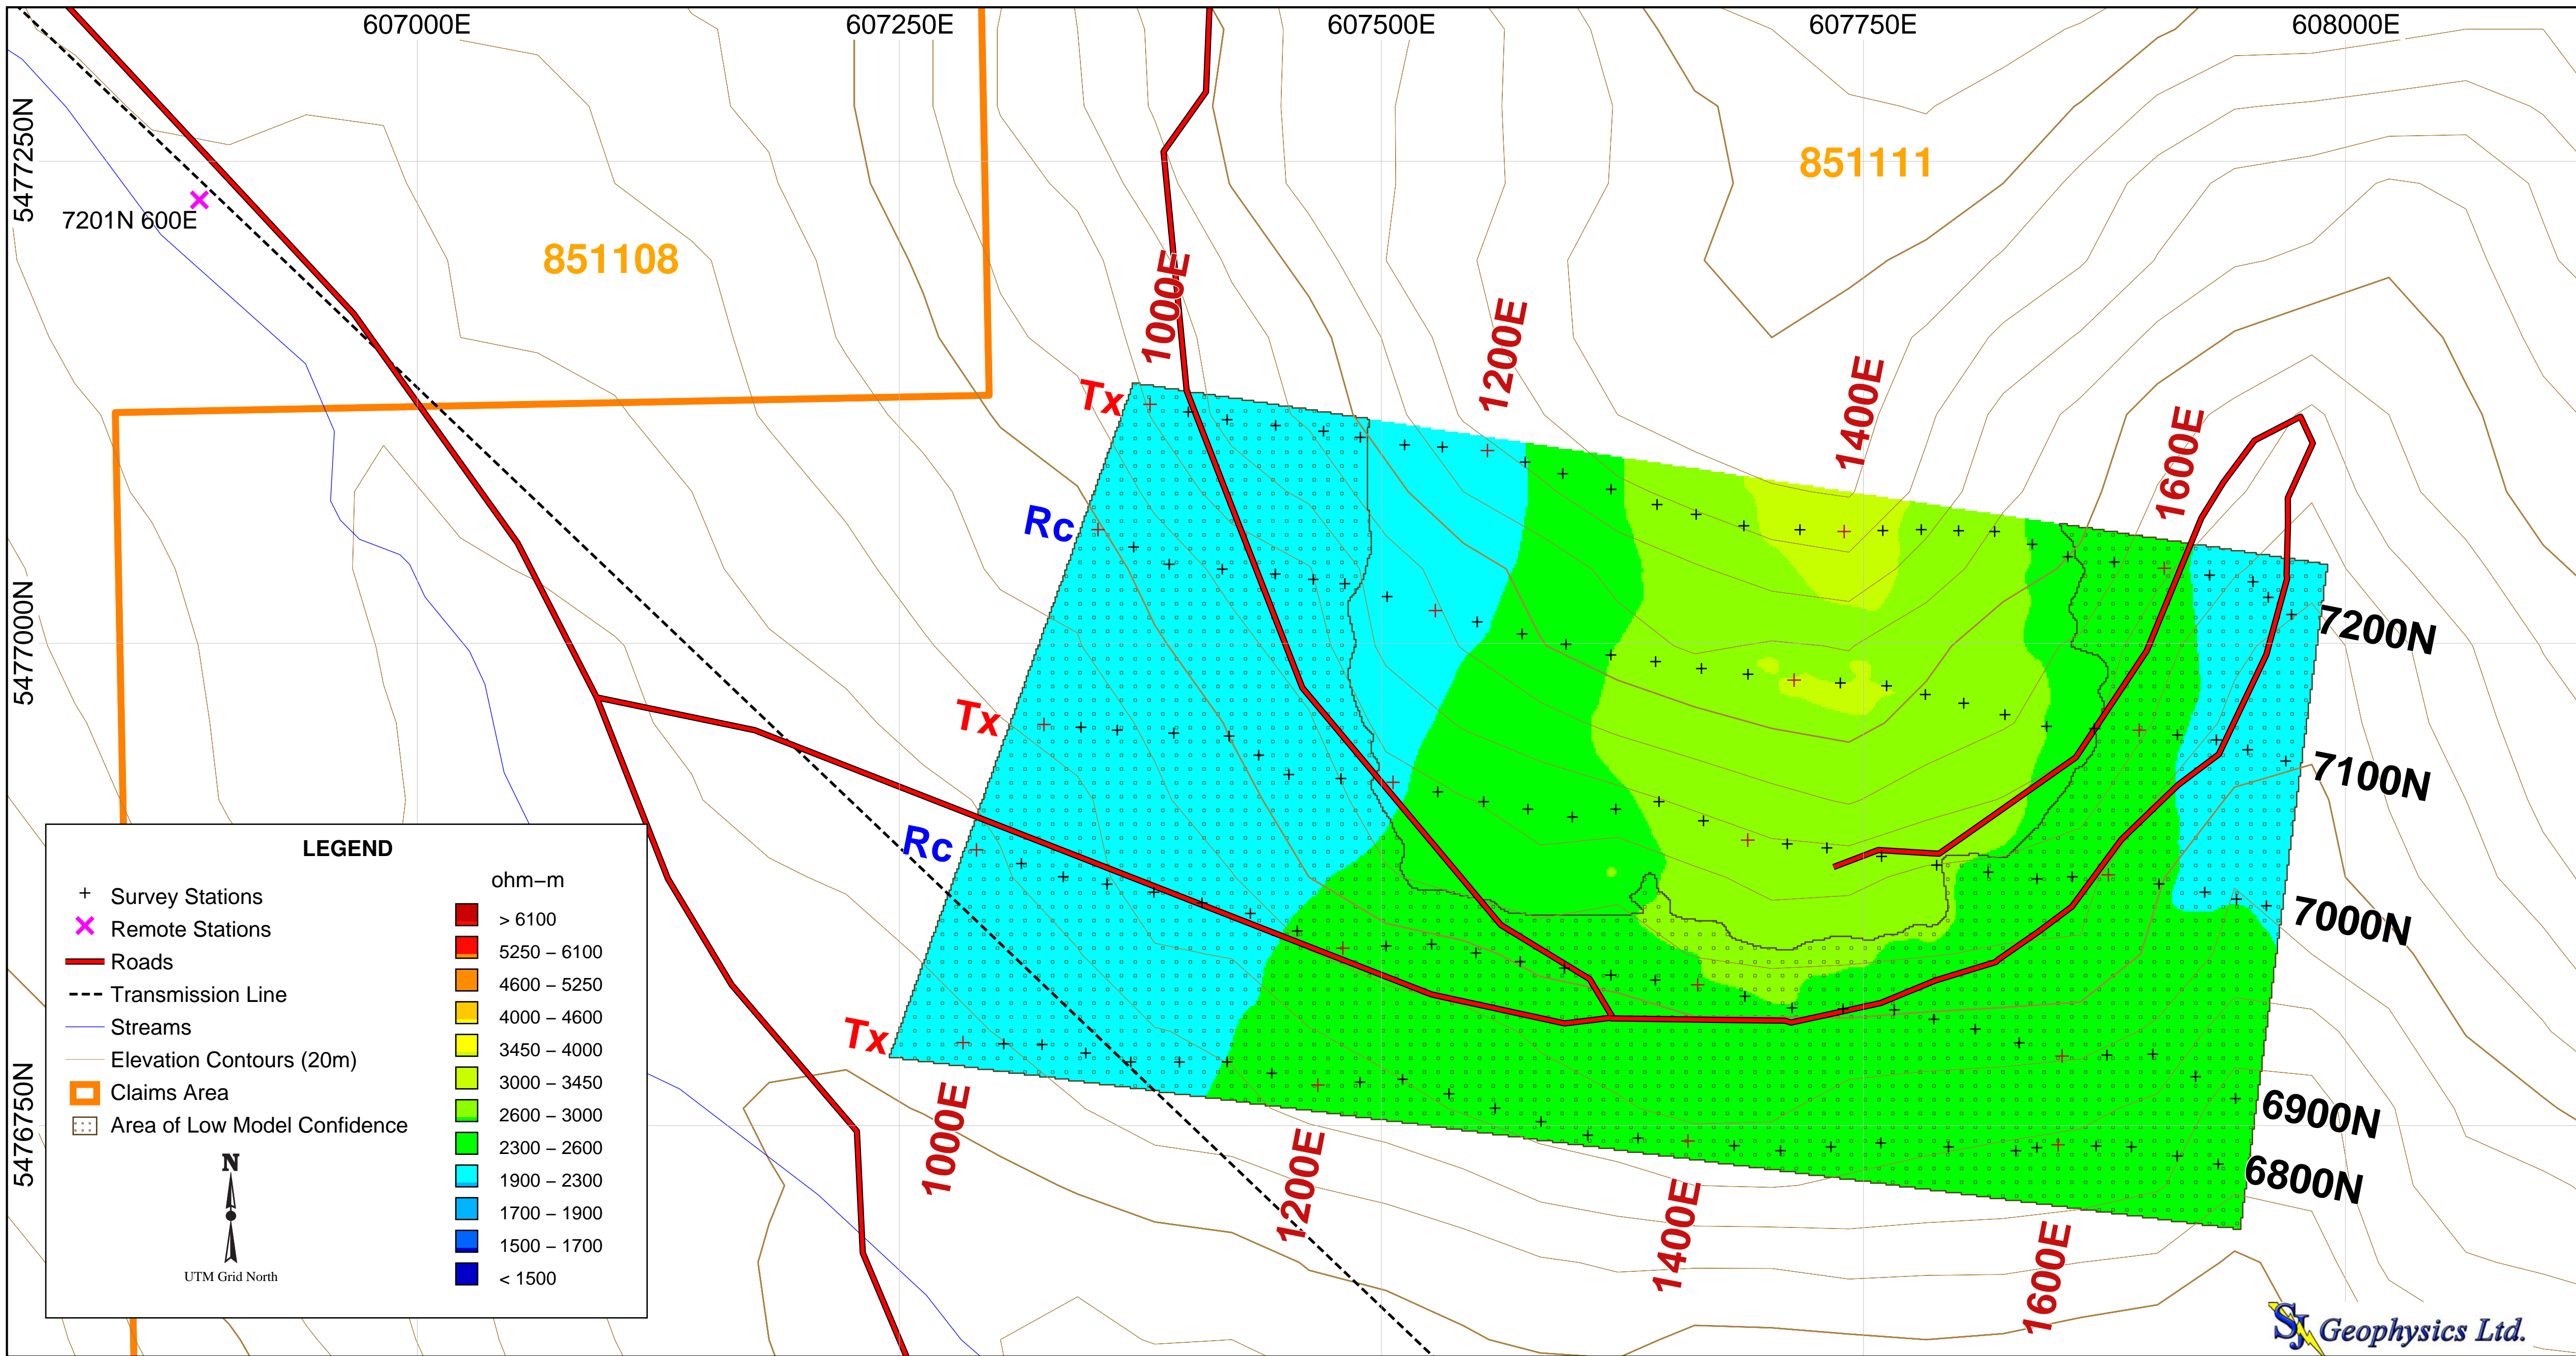 607000E
607250E
607500E
607750E
608000E
5477250N
5477000N
5476750N
851111
851108
7201N 600E
1000E
1200E
1400E
1600E
Tx
Rc
Tx
Rc
Tx
7200N
7100N
7000N
6900N
6800N
1000E
1200E
1400E
1600E
LEGEND
Survey Stations
Remote Stations
Roads
Transmission Line
Streams
Elevation Contours (20m)
Claims Area
Area of Low Model Confidence
N
UTM Grid North
ohm–m
> 6100
5250 – 6100
4600 – 5250
4000 – 4600
3450 – 4000
3000 – 3450
2600 – 3000
2300 – 2600
1900 – 2300
1700 – 1900
1500 – 1700
< 1500
SJ Geophysics Ltd.